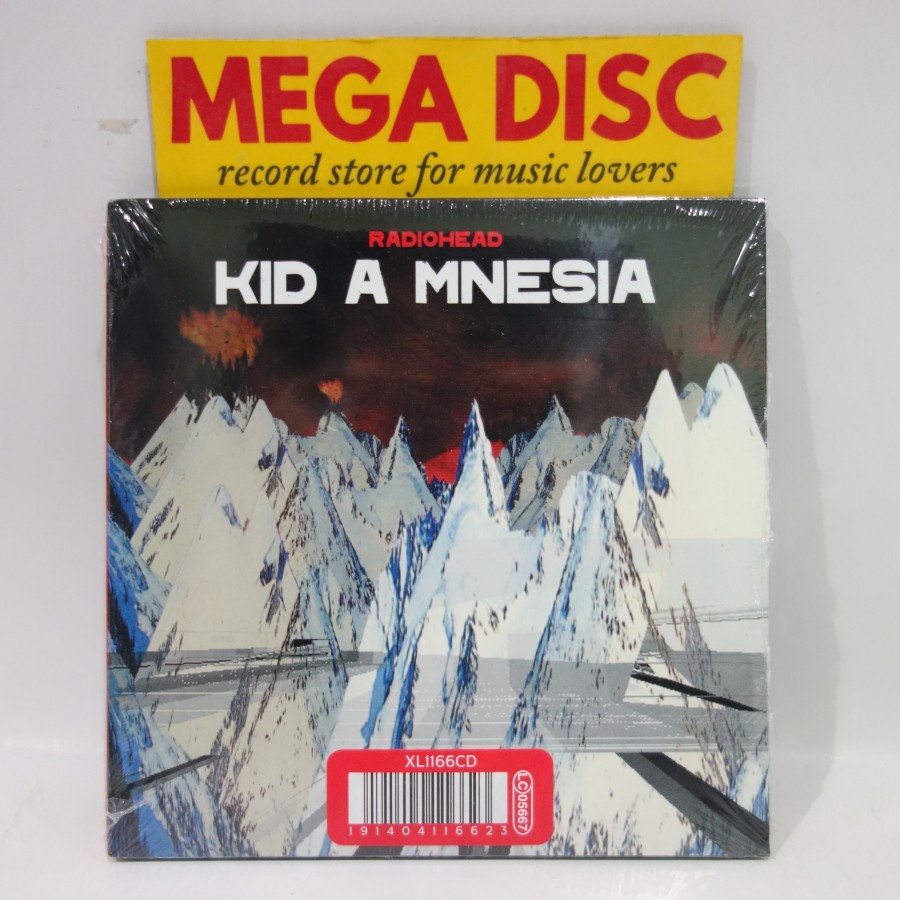 MEGA DISC
record store for music lovers
RADIOHEAD
KID A MNESIA
XL1166CD
LC 05667
191404116623